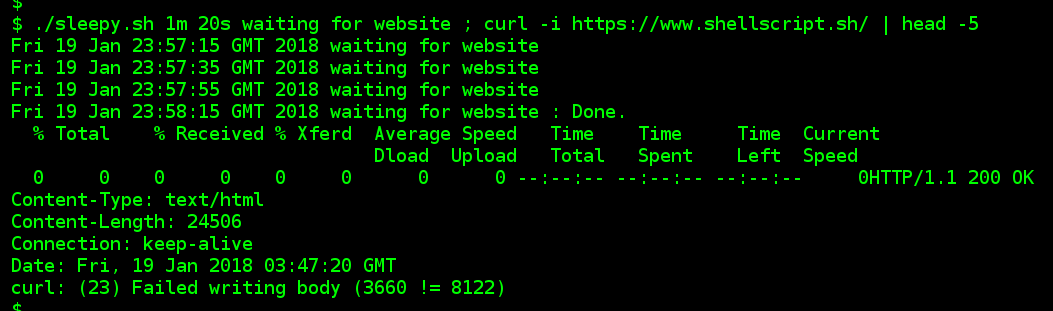 $
$ ./sleepy.sh 1m 20s waiting for website ; curl -i https://www.shellscript.sh/ | head -5
Fri 19 Jan 23:57:15 GMT 2018 waiting for website
Fri 19 Jan 23:57:35 GMT 2018 waiting for website
Fri 19 Jan 23:57:55 GMT 2018 waiting for website
Fri 19 Jan 23:58:15 GMT 2018 waiting for website : Done.
  % Total    % Received % Xferd  Average Speed   Time    Time     Time  Current
                                 Dload  Upload   Total   Spent    Left  Speed
  0     0    0     0    0     0      0      0 --:--:-- --:--:-- --:--:--     0HTTP/1.1 200 OK
Content-Type: text/html
Content-Length: 24506
Connection: keep-alive
Date: Fri, 19 Jan 2018 03:47:20 GMT
curl: (23) Failed writing body (3660 != 8122)
$